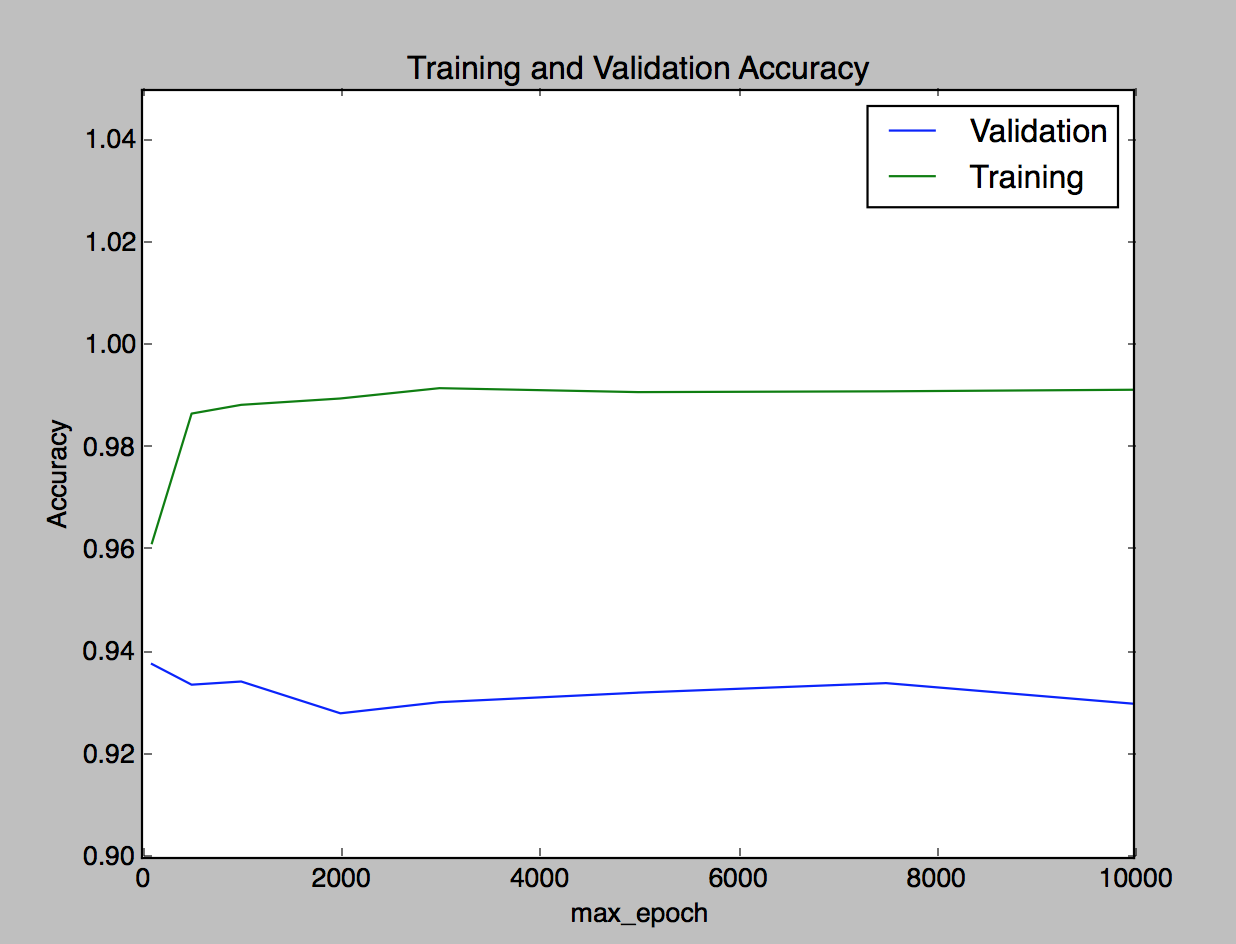 Training and Validation Accuracy
Validation
Training
1.04
1.02
1.00
0.98
0.96
0.94
0.92
0.90
Accuracy
0 2000 4000 6000 8000 10000
max_epoch